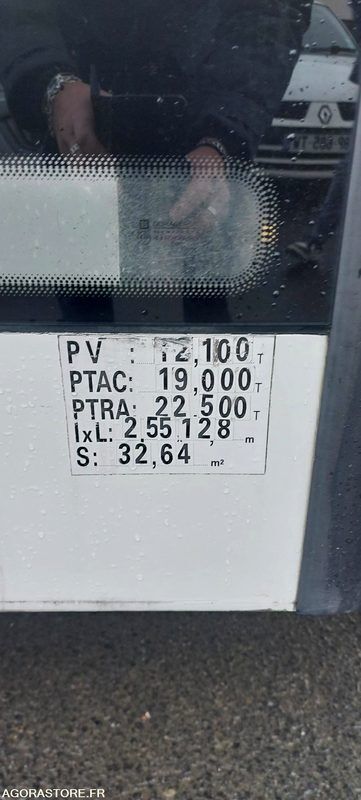 PV : 12,100 T
PTAC: 19,000 T
PTRA: 22 500 T
lxL: 2.55 12,8 m
S: 32,64 m²
AGORASTORE.FR